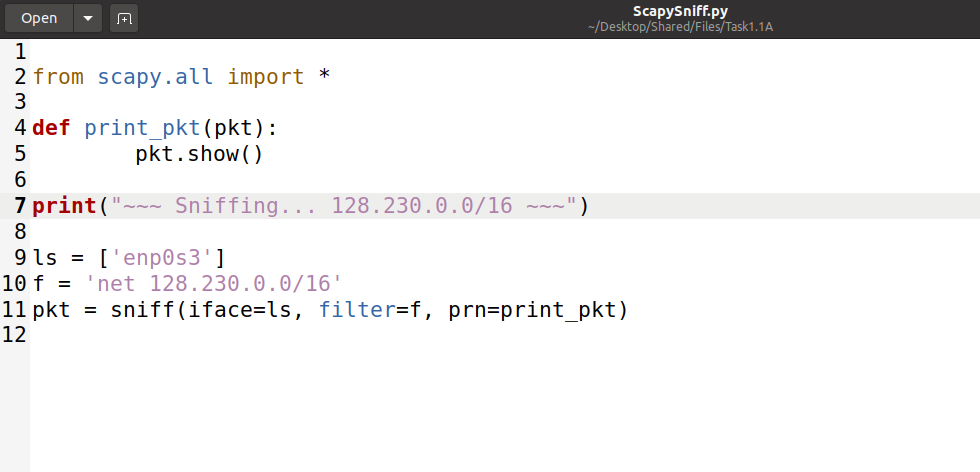 Open
ScapySniff.py
~/Desktop/Shared/Files/Task1.1A
1
2 from scapy.all import *
3
4 def print_pkt(pkt):
5         pkt.show()
6
7 print("~~~ Sniffing... 128.230.0.0/16 ~~~")
8
9 ls = ['enp0s3']
10 f = 'net 128.230.0.0/16'
11 pkt = sniff(iface=ls, filter=f, prn=print_pkt)
12